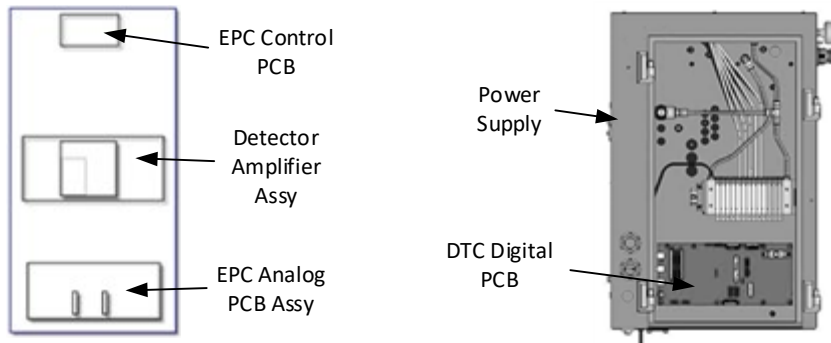 EPC Control
PCB
Detector
Amplifier
Assy
EPC Analog
PCB Assy
Power
Supply
DTC Digital
PCB